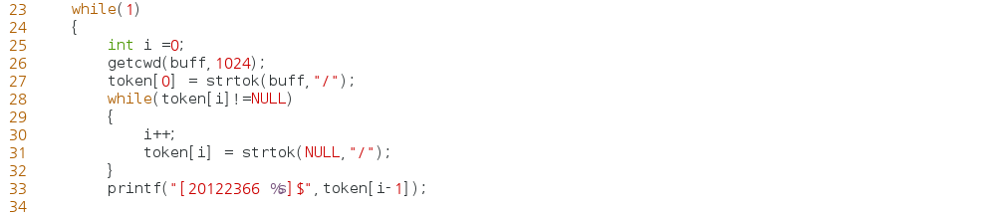 23     while(1)
24     {
25         int i =0;
26         getcwd(buff,1024);
27         token[0] = strtok(buff,"/");
28         while(token[i]!=NULL)
29         {
30             i++;
31             token[i] = strtok(NULL,"/");
32         }
33         printf("[20122366 %s]$",token[i-1]);
34